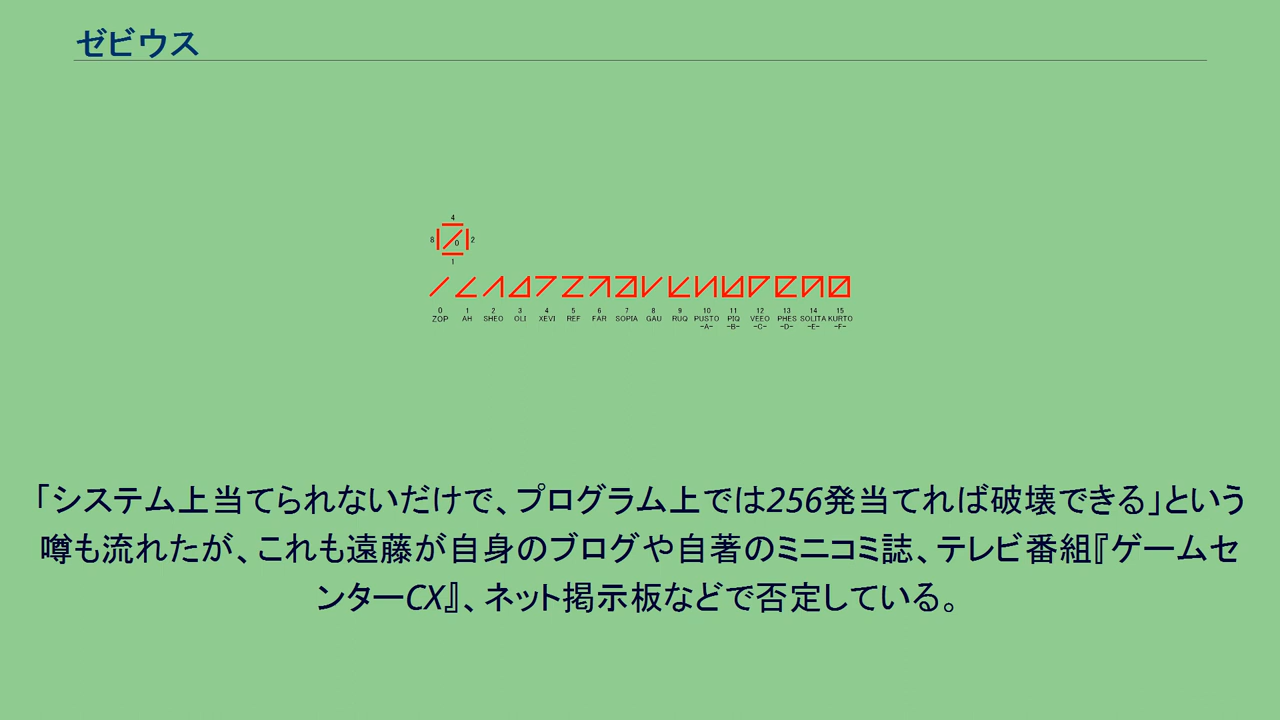 ゼビウス
4
8 0 2
1
0 1 2 3 4 5 6 7 8 9 10 11 12 13 14 15
ZOP AH SHEO OLI XEVI REF FAR SOPIA GAU RUQ PUSTO PIQ VEEO PHES SOLITA KURTO
-A- -B- -C- -D- -E- -F-
「システム上当てられないだけで、プログラム上では256発当てれば破壊できる」という
噂も流れたが、これも遠藤が自身のブログや自著のミニコミ誌、テレビ番組『ゲームセ
ンターCX』、ネット掲示板などで否定している。